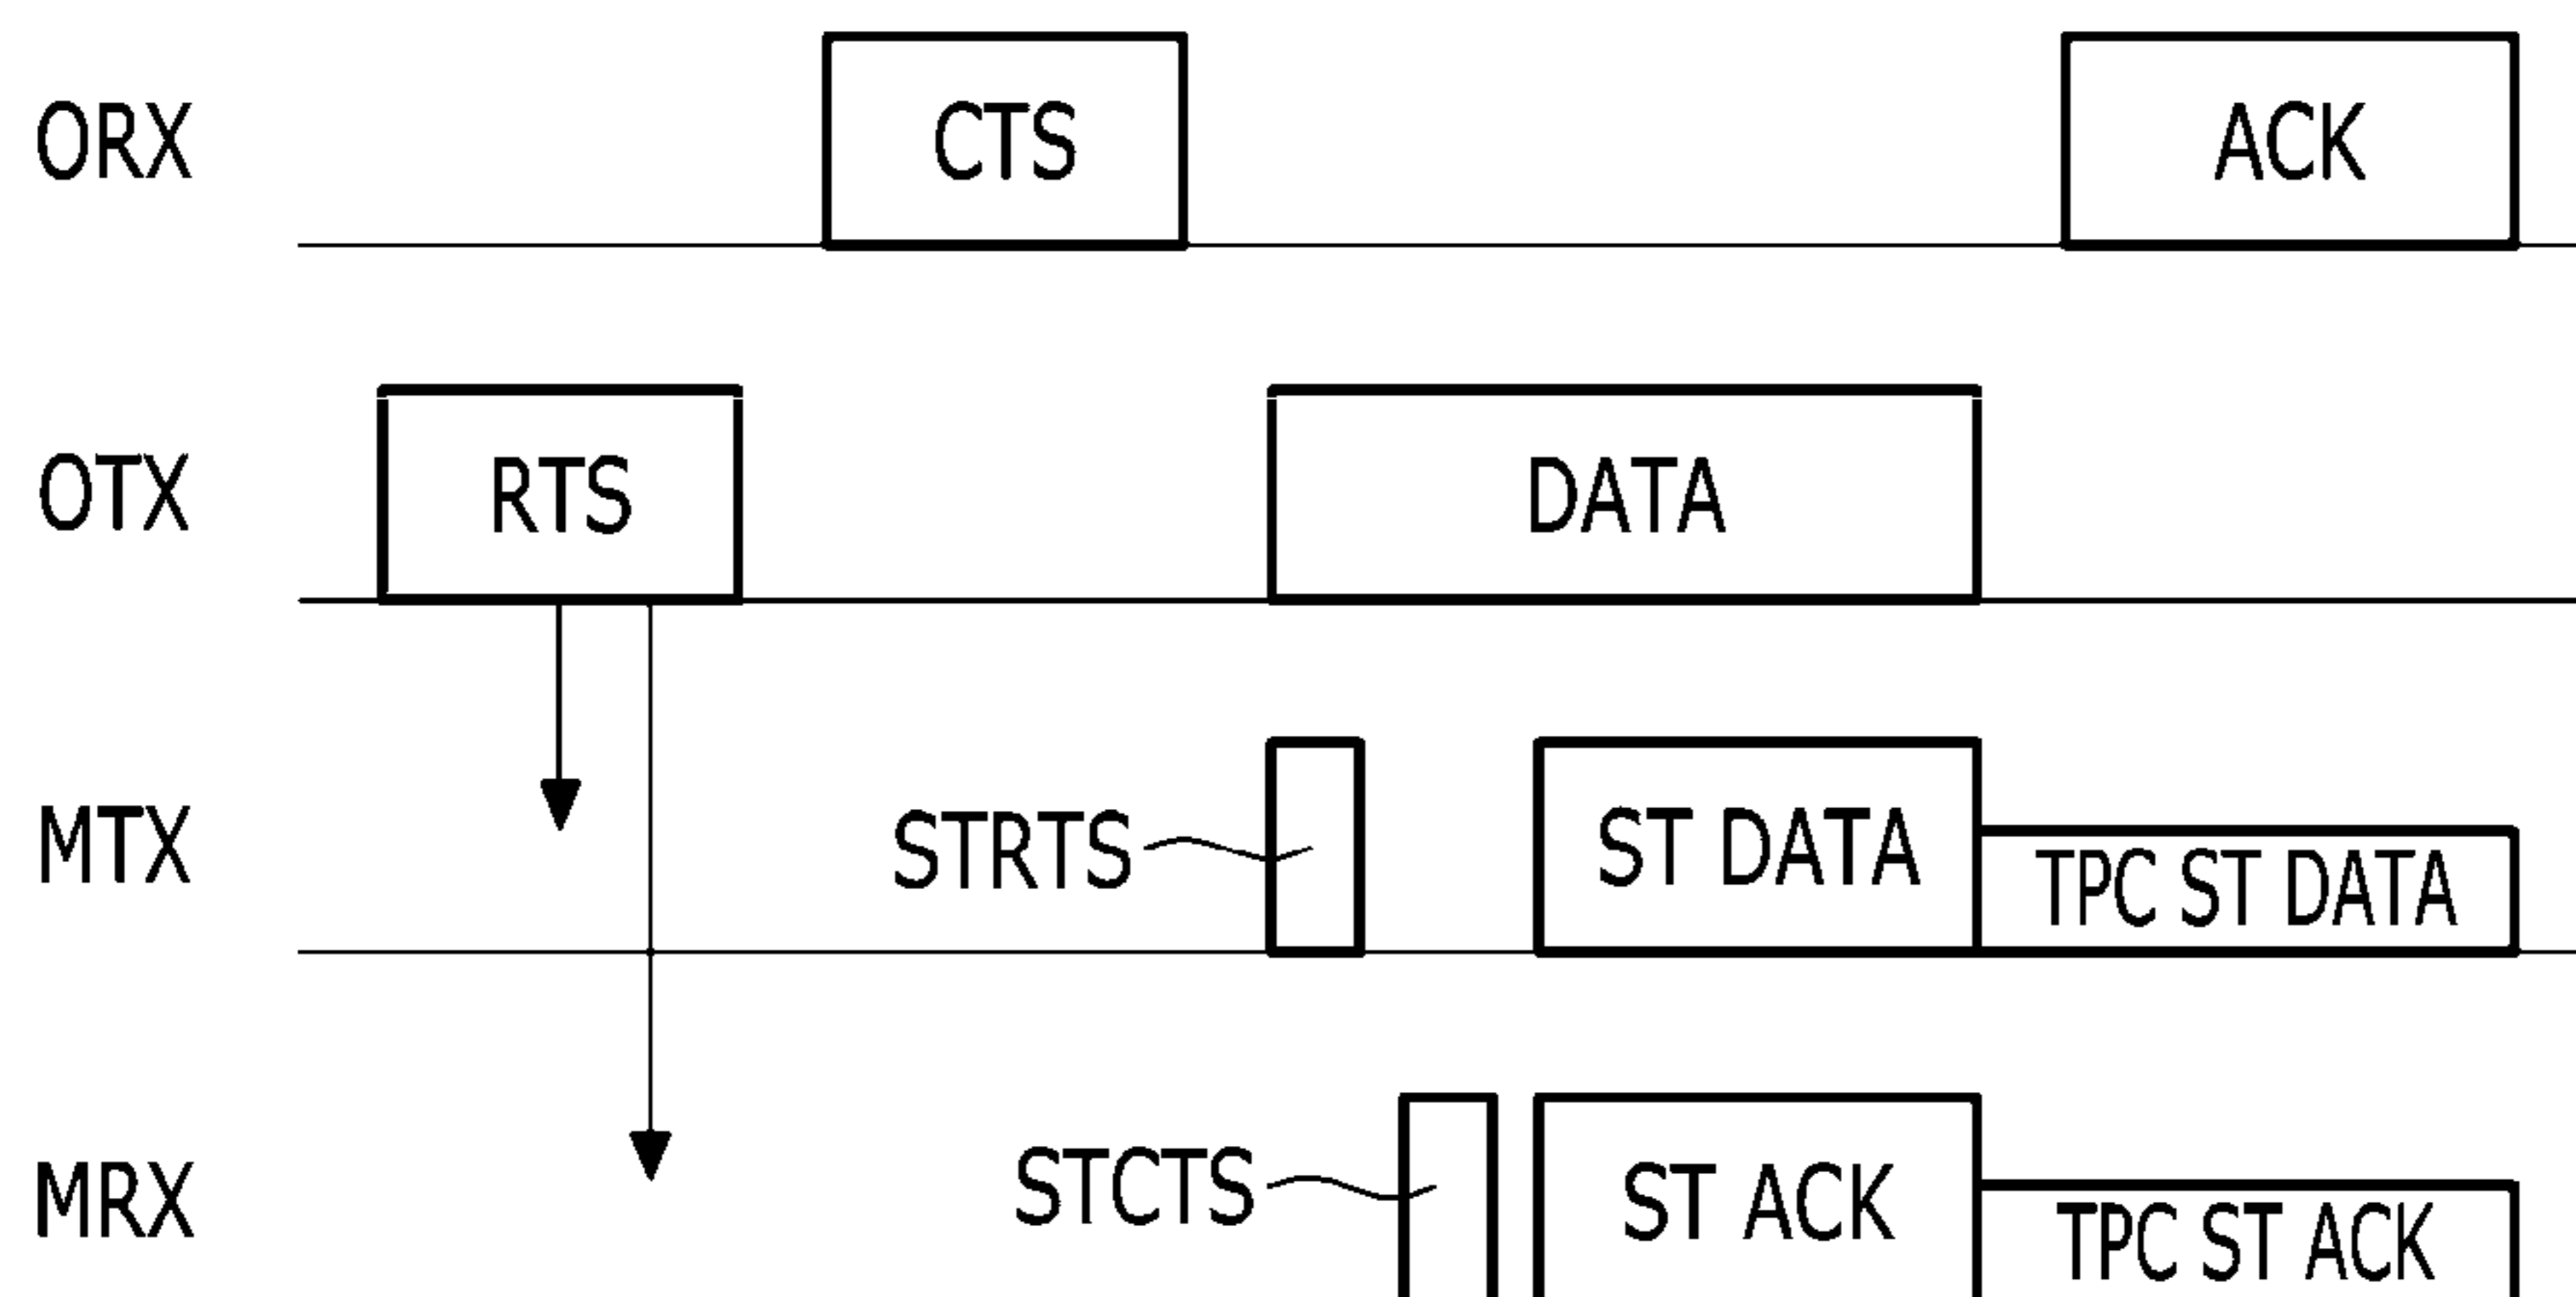 ORX
CTS
ACK
OTX
RTS
DATA
MTX
STRTS
ST DATA
TPC ST DATA
MRX
STCTS
ST ACK
TPC ST ACK